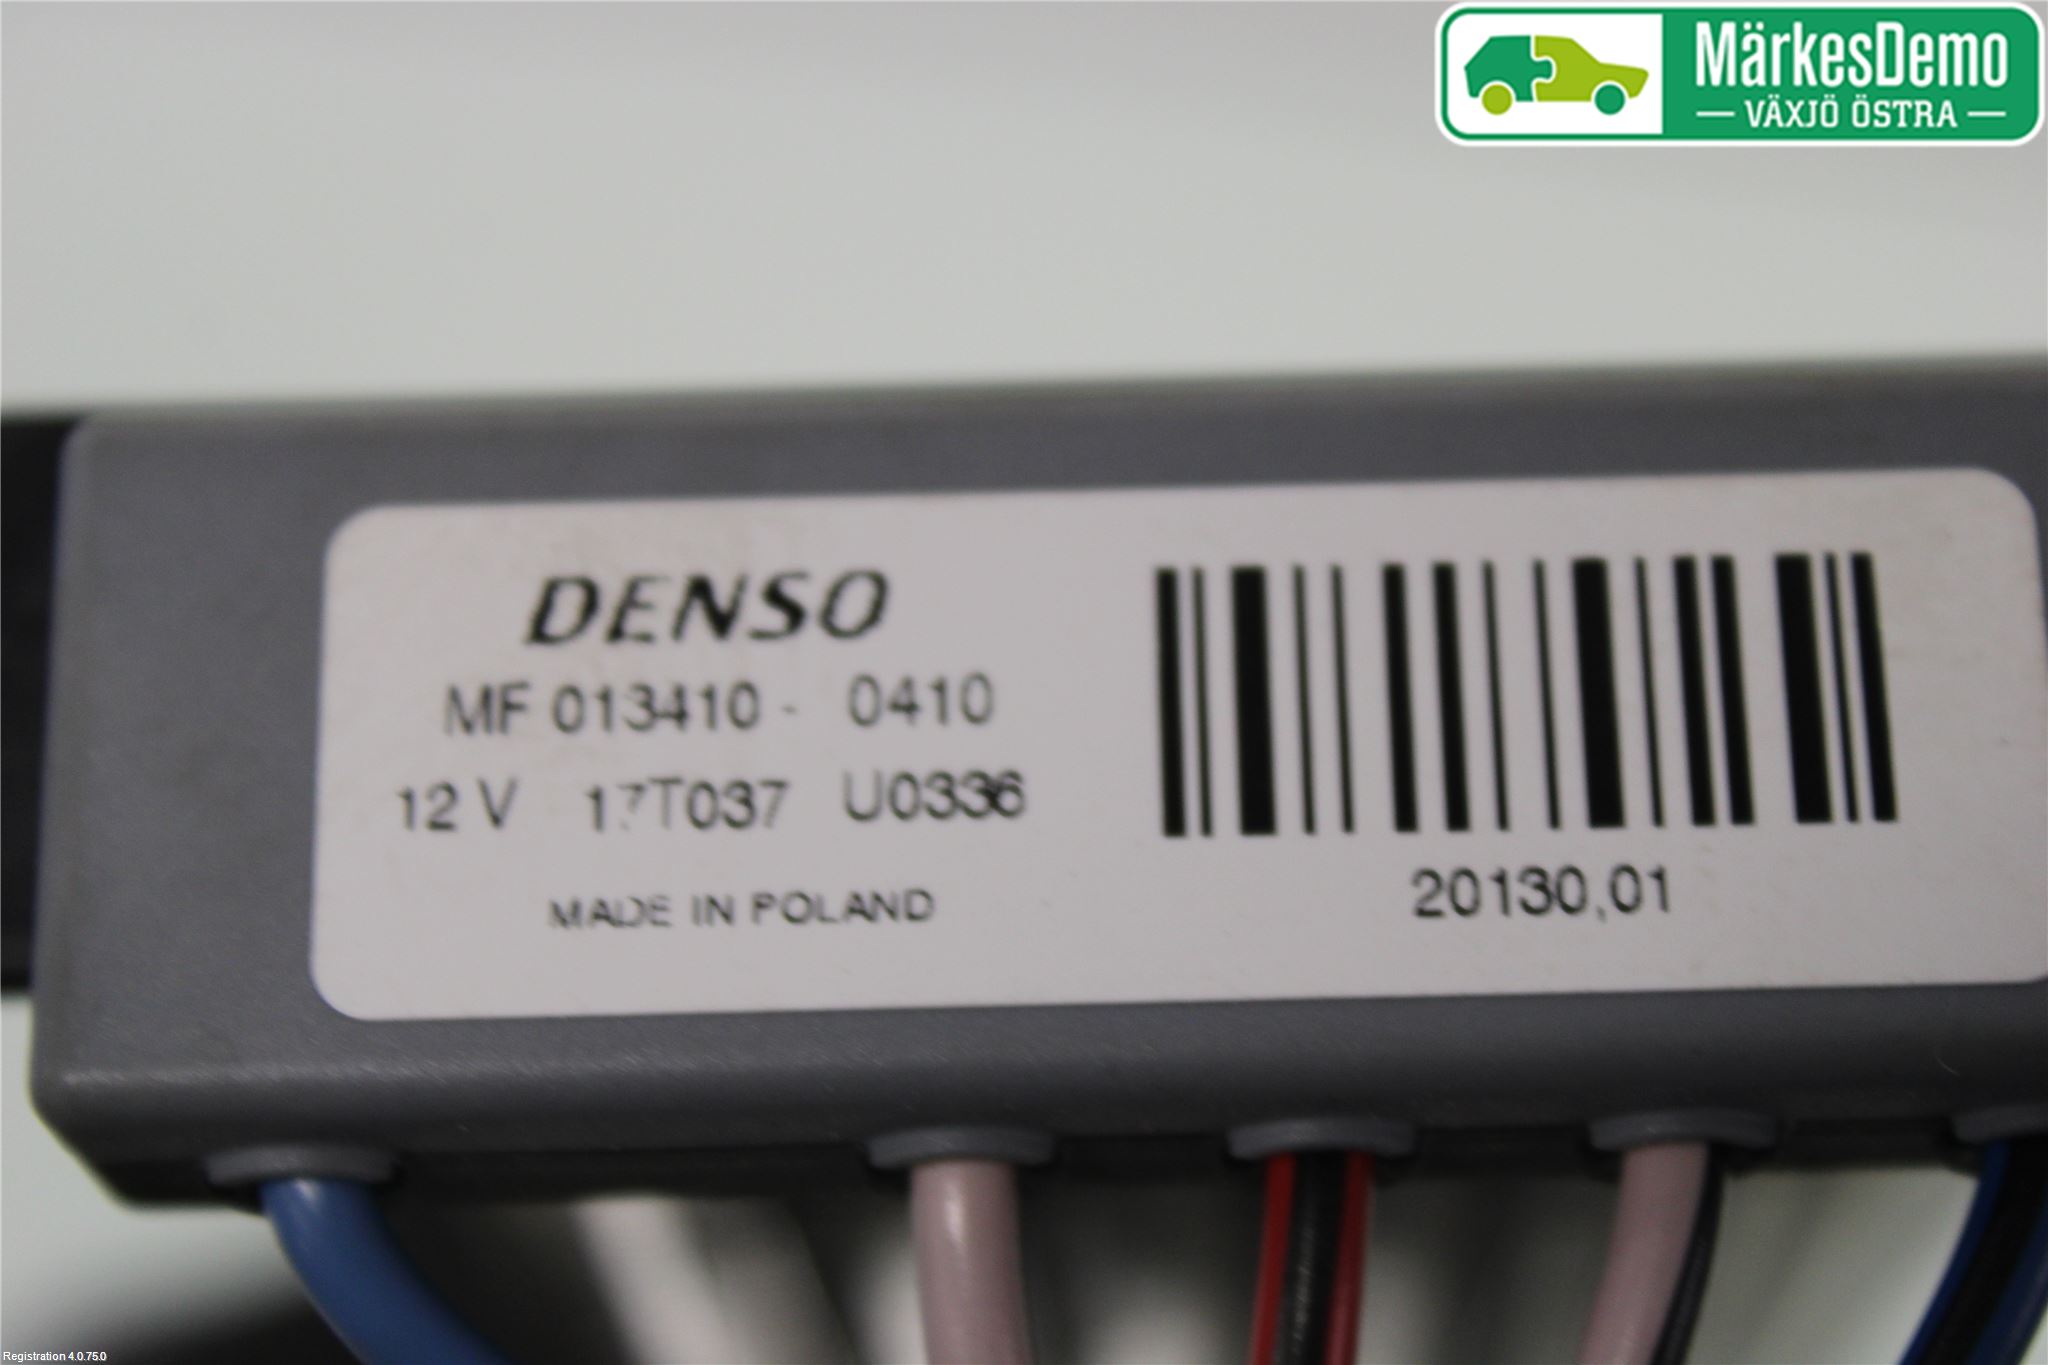 MärkesDemo
VÄXJÖ ÖSTRA
DENSO
MF 013410- 0410
12 V 17T037 U0336
MADE IN POLAND
20130,01
Registration 4.0.75.0